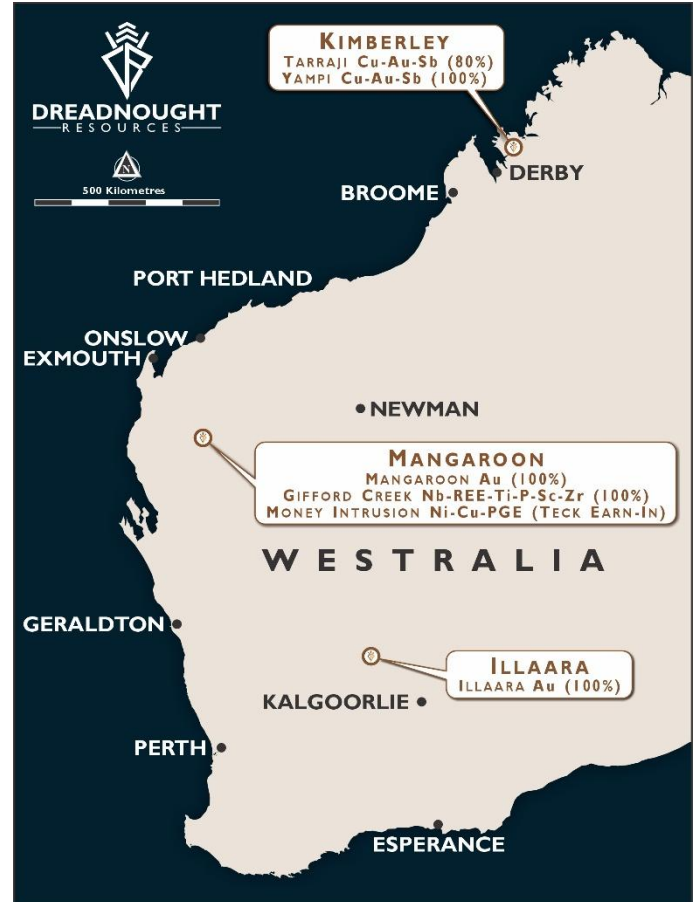 DREADNOUGHT
RESOURCES
N
500 Kilometres
KIMBERLEY
TARRAJI Cu-Au-Sb (80%)
YAMPI Cu-Au-Sb (100%)
DERBY
BROOME
PORT HEDLAND
ONSLOW
EXMOUTH
NEWMAN
MANGAROON
MANGAROON Au (100%)
GIFFORD CREEK Nb-REE-Ti-P-Sc-Zr (100%)
MONEY INTRUSION Ni-Cu-PGE (TECK EARN-IN)
WESTRALIA
GERALDTON
ILLAARA
ILLAARA Au (100%)
KALGOORLIE
PERTH
ESPERANCE